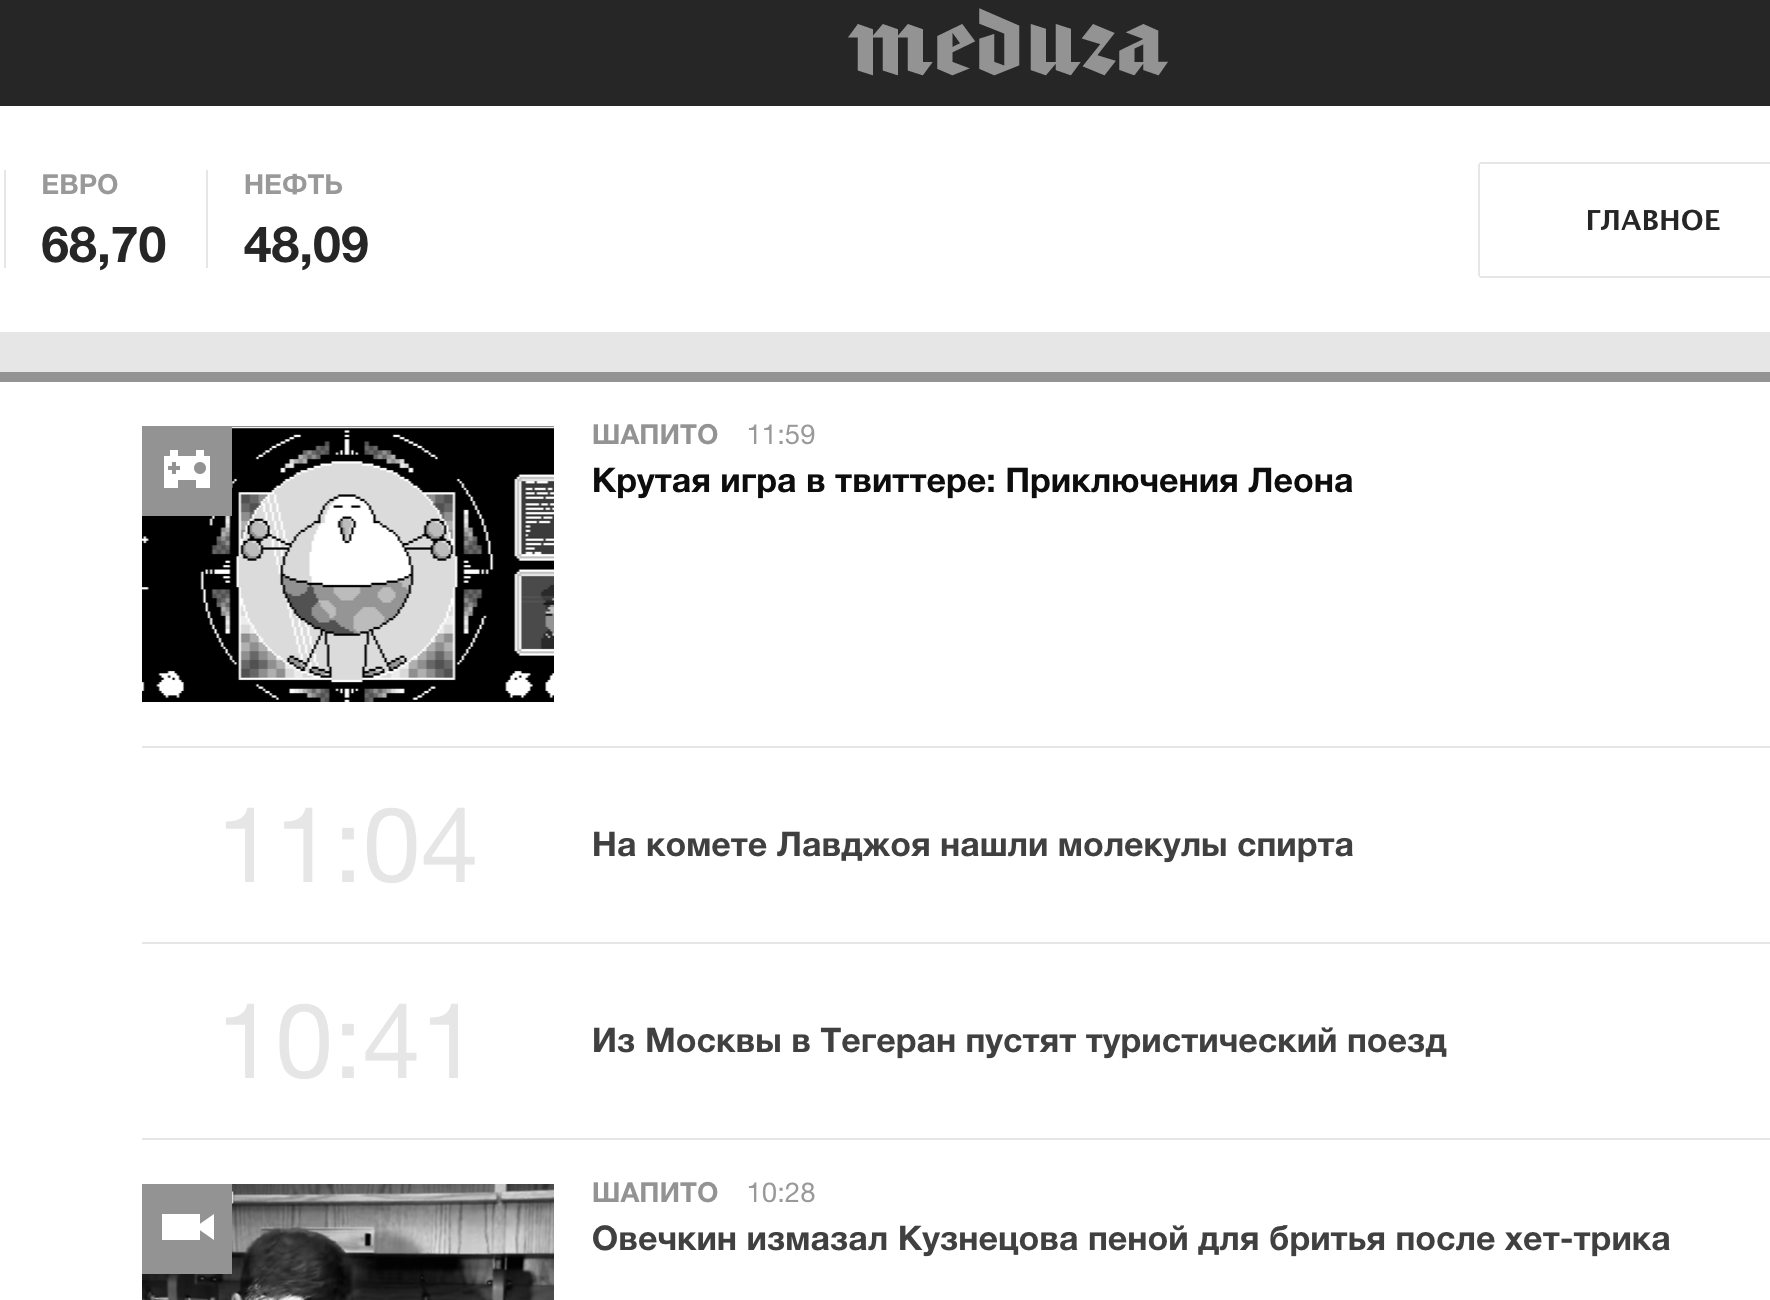 meduza
ЕВРО
68,70
НЕФТЬ
48,09
ГЛАВНОЕ
ШАПИТО 11:59
Крутая игра в твиттере: Приключения Леона
11:04
На комете Лавджоя нашли молекулы спирта
10:41
Из Москвы в Тегеран пустят туристический поезд
ШАПИТО 10:28
Овечкин измазал Кузнецова пеной для бритья после хет-трика